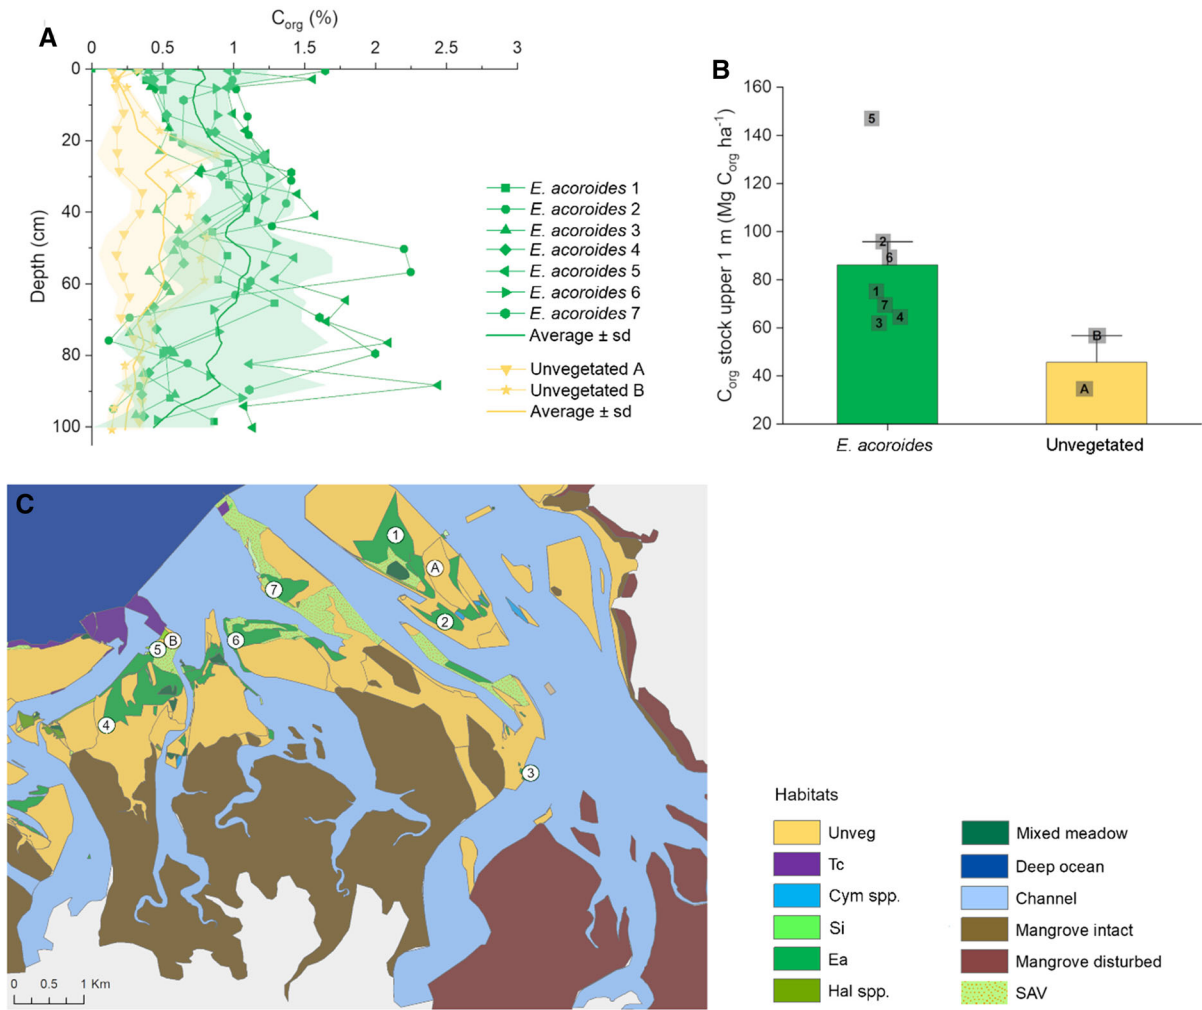 A
C_org (%)
0 0.5 1 1.5 2 2.5 3
0
20
40
60
80
100
Depth (cm)
E. acoroides 1
E. acoroides 2
E. acoroides 3
E. acoroides 4
E. acoroides 5
E. acoroides 6
E. acoroides 7
Average ± sd
Unvegetated A
Unvegetated B
Average ± sd
B
C_org stock upper 1 m (Mg C_org ha^-1)
160
140
120
100
80
60
40
20
5
2
6
1
7
4
3
B
A
E. acoroides Unvegetated
C
1
A
7
2
6
B
5
4
3
0 0.5 1 Km
Habitats
Unveg
Tc
Cym spp.
Si
Ea
Hal spp.
Mixed meadow
Deep ocean
Channel
Mangrove intact
Mangrove disturbed
SAV